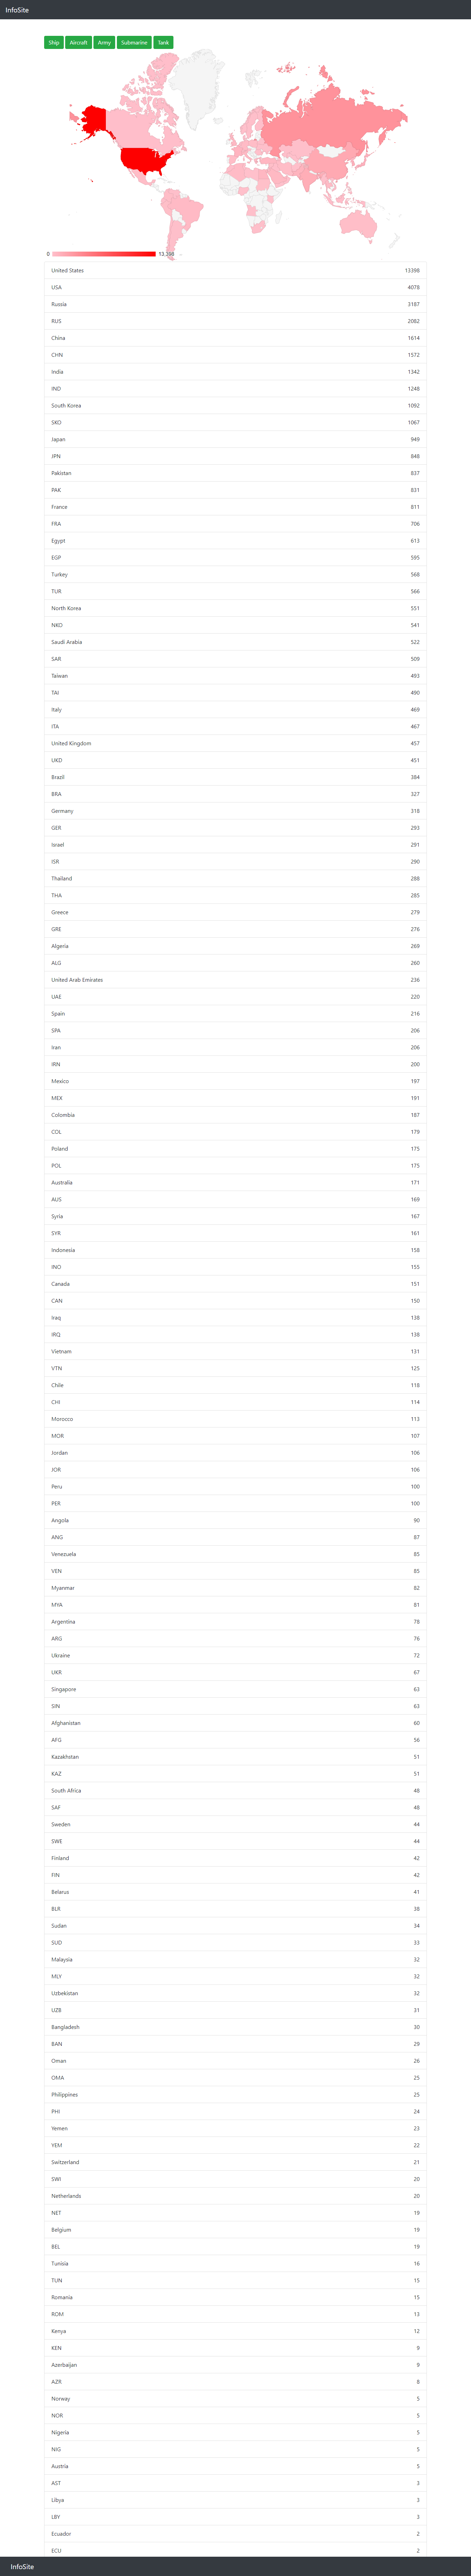 InfoSite
Ship Aircraft Army Submarine Tank
0 13.398
United States 13398
USA 4078
Russia 3187
RUS 2082
China 1614
CHN 1572
India 1342
IND 1248
South Korea 1092
SKO 1067
Japan 949
JPN 848
Pakistan 837
PAK 831
France 811
FRA 706
Egypt 613
EGP 595
Turkey 568
TUR 566
North Korea 551
NKO 541
Saudi Arabia 522
SAR 509
Taiwan 493
TAI 490
Italy 469
ITA 467
United Kingdom 457
UKD 451
Brazil 384
BRA 327
Germany 318
GER 293
Israel 291
ISR 290
Thailand 288
THA 285
Greece 279
GRE 276
Algeria 269
ALG 260
United Arab Emirates 236
UAE 220
Spain 216
SPA 206
Iran 206
IRN 200
Mexico 197
MEX 191
Colombia 187
COL 179
Poland 175
POL 175
Australia 171
AUS 169
Syria 167
SYR 161
Indonesia 158
INO 155
Canada 151
CAN 150
Iraq 138
IRQ 138
Vietnam 131
VTN 125
Chile 118
CHI 114
Morocco 113
MOR 107
Jordan 106
JOR 106
Peru 100
PER 100
Angola 90
ANG 87
Venezuela 85
VEN 85
Myanmar 82
MYA 81
Argentina 78
ARG 76
Ukraine 72
UKR 67
Singapore 63
SIN 63
Afghanistan 60
AFG 56
Kazakhstan 51
KAZ 51
South Africa 48
SAF 48
Sweden 44
SWE 44
Finland 42
FIN 42
Belarus 41
BLR 38
Sudan 34
SUD 33
Malaysia 32
MLY 32
Uzbekistan 32
UZB 31
Bangladesh 30
BAN 29
Oman 26
OMA 25
Philippines 25
PHI 24
Yemen 23
YEM 22
Switzerland 21
SWI 20
Netherlands 20
NET 19
Belgium 19
BEL 19
Tunisia 16
TUN 15
Romania 15
ROM 13
Kenya 12
KEN 9
Azerbaijan 9
AZR 8
Norway 5
NOR 5
Nigeria 5
NIG 5
Austria 5
AST 3
Libya 3
LBY 3
Ecuador 2
ECU 2
InfoSite